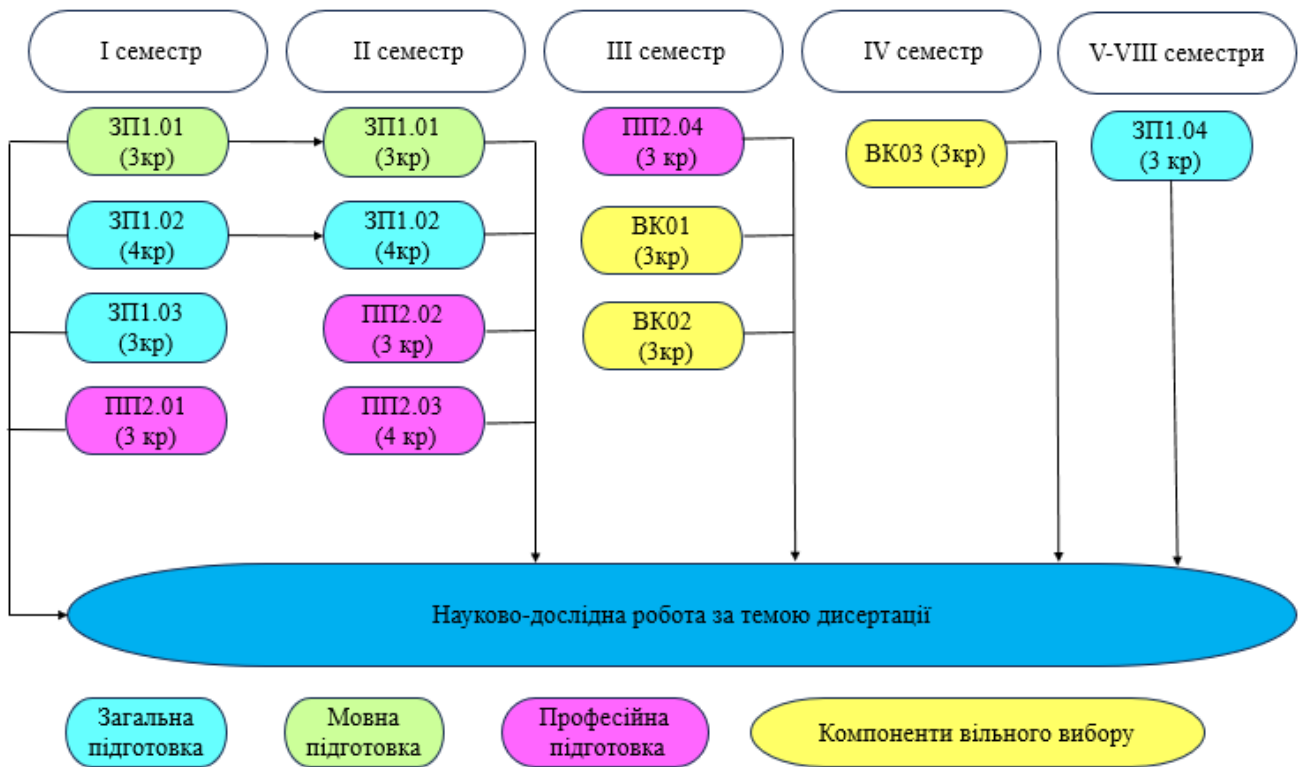 I семестр
II семестр
III семестр
IV семестр
V-VIII семестри
ЗП1.01
(3кр)
ЗП1.01
(3кр)
ПП2.04
(3 кр)
ВК03 (3кр)
ЗП1.04
(3 кр)
ЗП1.02
(4кр)
ЗП1.02
(4кр)
ВК01
(3кр)
ЗП1.03
(3кр)
ПП2.02
(3 кр)
ВК02
(3кр)
ПП2.01
(3 кр)
ПП2.03
(4 кр)
Науково-дослідна робота за темою дисертації
Загальна
підготовка
Мовна
підготовка
Професійна
підготовка
Компоненти вільного вибору